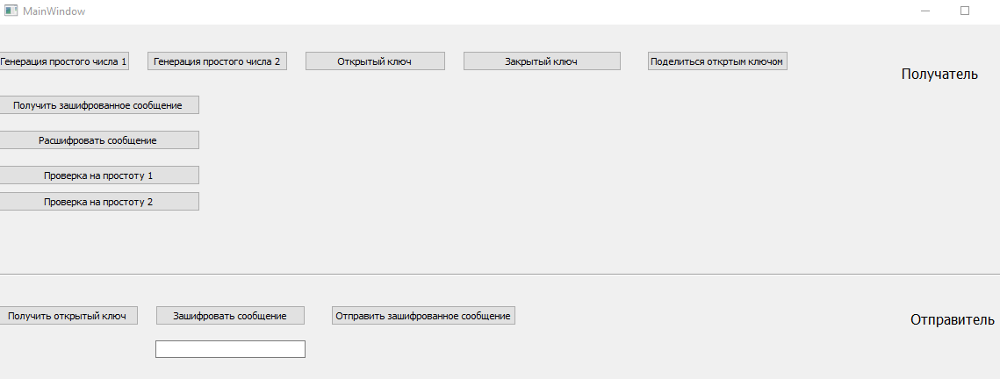 MainWindow
Генерация простого числа 1
Генерация простого числа 2
Открытый ключ
Закрытый ключ
Поделиться откртым ключом
Получатель
Получить зашифрованное сообщение
Расшифровать сообщение
Проверка на простоту 1
Проверка на простоту 2
Получить открытый ключ
Зашифровать сообщение
Отправить зашифрованное сообщение
Отправитель